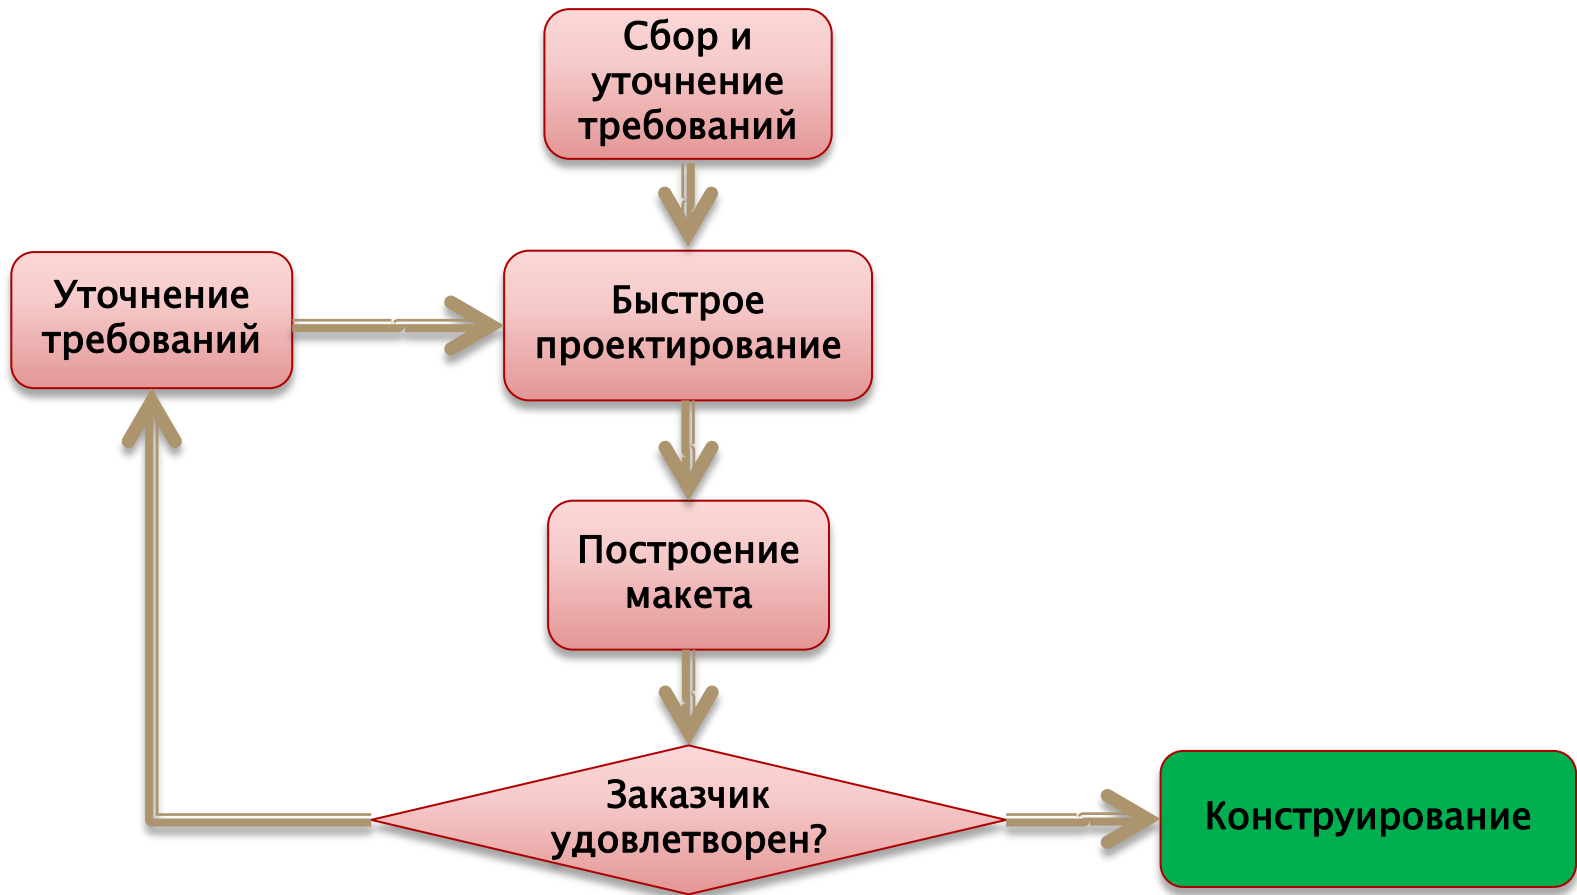 Сбор и
уточнение
требований
Уточнение
требований
Быстрое
проектирование
Построение
макета
Заказчик
удовлетворен?
Конструирование